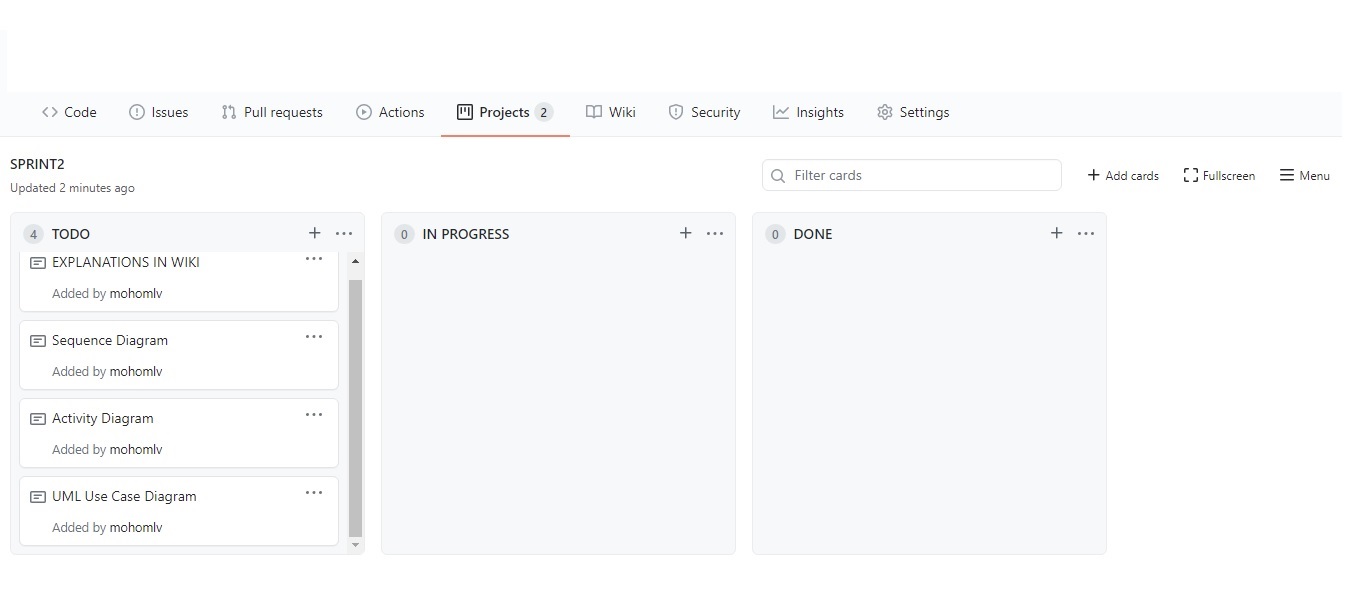 Code Issues Pull requests Actions Projects 2 Wiki Security Insights Settings
SPRINT2
Updated 2 minutes ago
Filter cards
Add cards Fullscreen Menu
4 TODO
EXPLANATIONS IN WIKI
Added by mohomlv
Sequence Diagram
Added by mohomlv
Activity Diagram
Added by mohomlv
UML Use Case Diagram
Added by mohomlv
0 IN PROGRESS
0 DONE